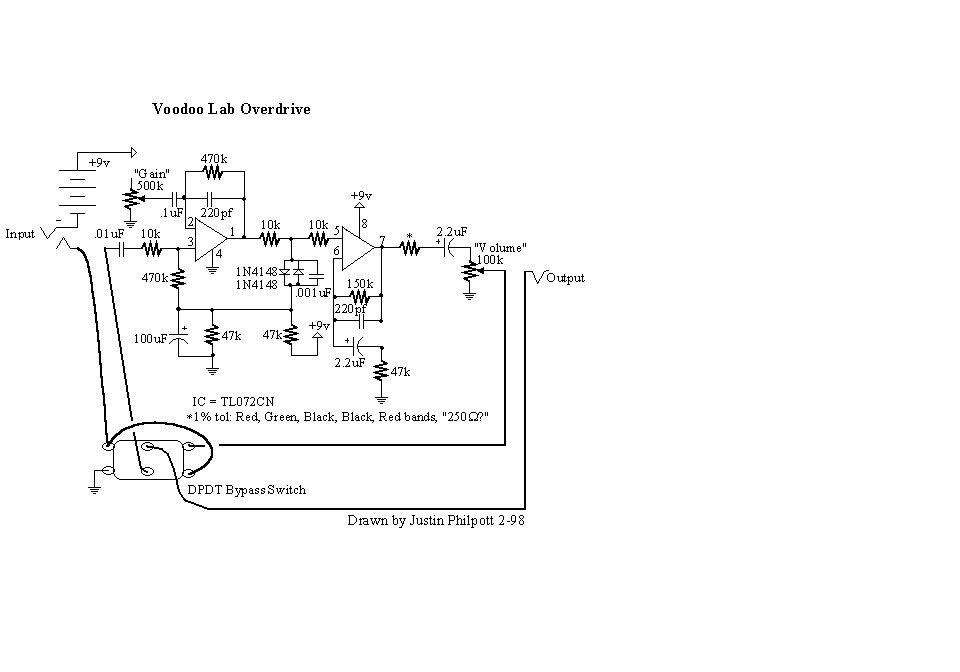 Voodoo Lab Overdrive
+9v
-
Input
"Gain"
500k
.1uF
470k
220pf
2
3
1
4
.01uF
10k
470k
100uF
+
47k
10k
10k
1N4148
1N4148
.001uF
47k
+9v
+9v
8
5
6
7
150k
220pf
+
2.2uF
47k
*
2.2uF
+
"Volume"
100k
Output
IC = TL072CN
*1% tol: Red, Green, Black, Black, Red bands, "250Ω?"
DPDT Bypass Switch
Drawn by Justin Philpott 2-98